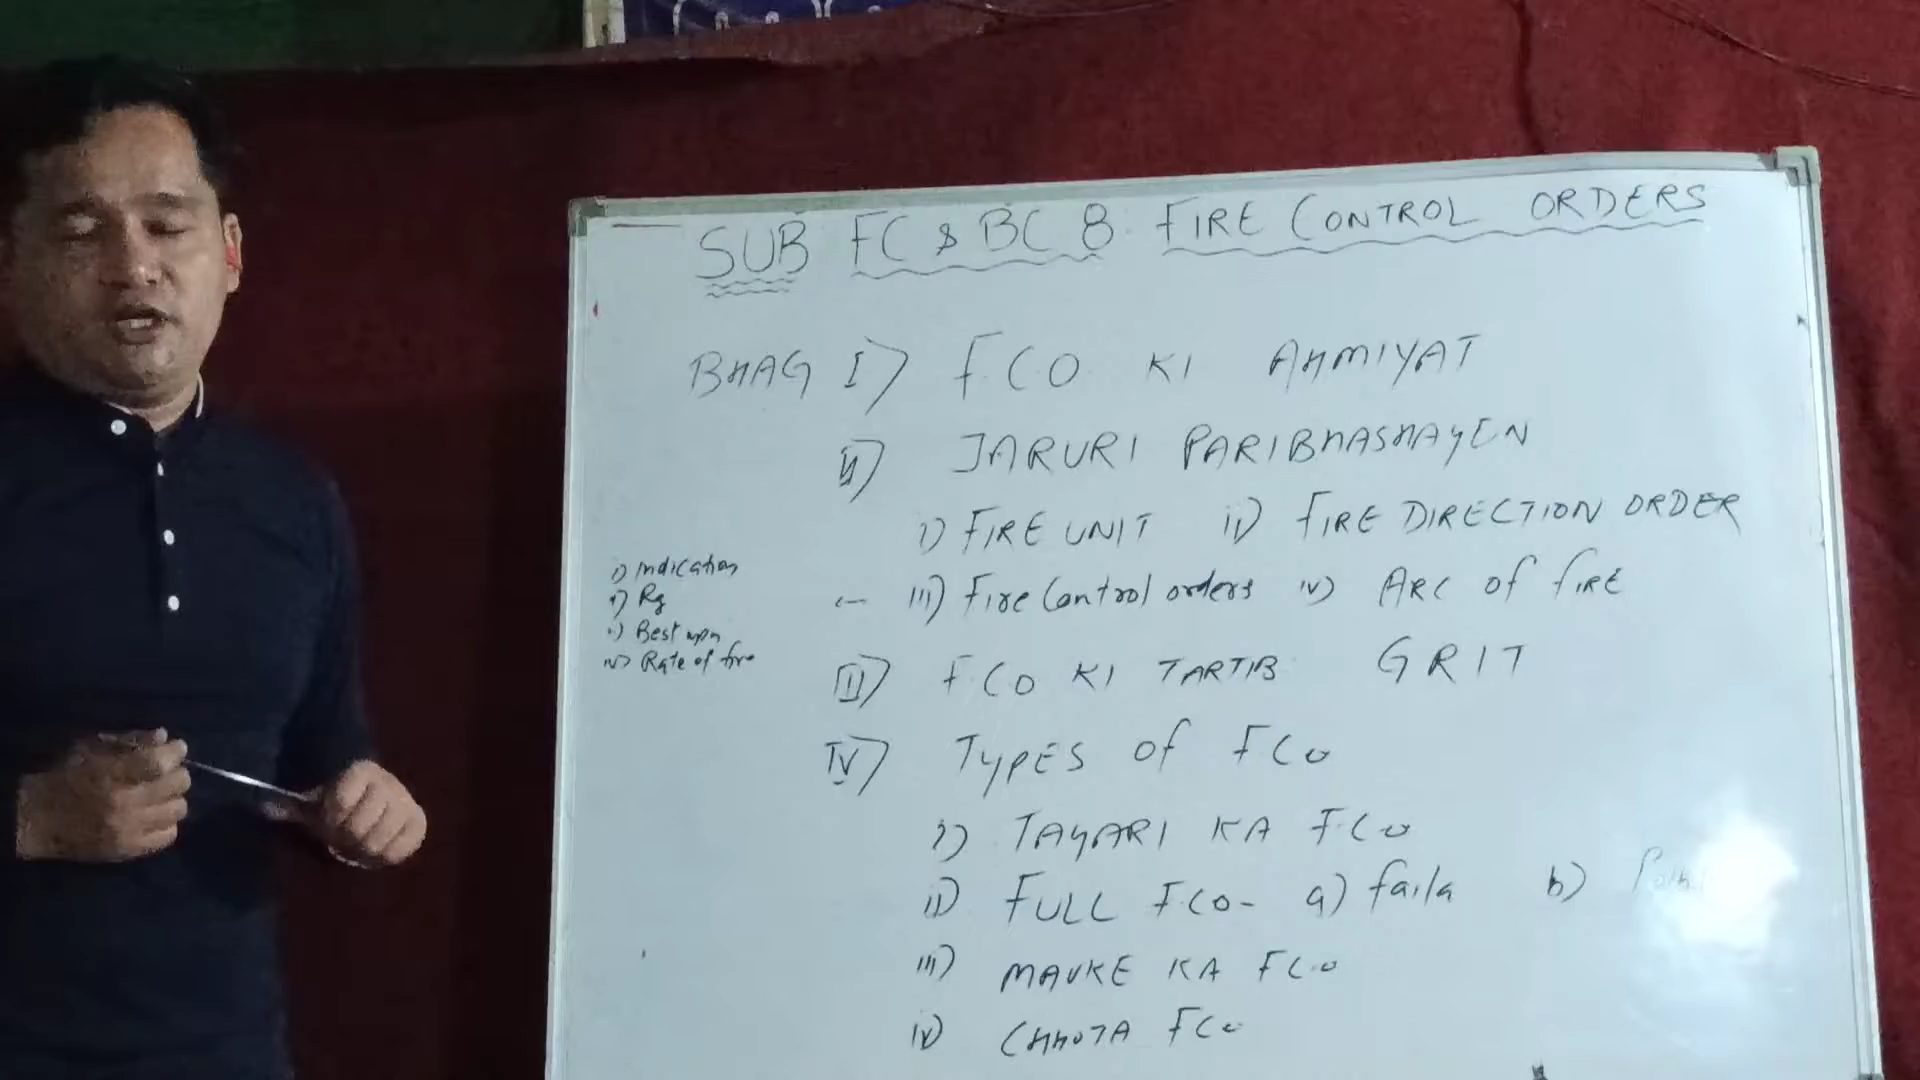 SUB FC & BC 8 FIRE CONTROL ORDERS
BHAG I) F.C.O KI AHMIYAT
II) JARURI PARIBHASHAYEN
i) FIRE UNIT ii) FIRE DIRECTION ORDER
← iii) Fire Control orders iv) ARC OF FIRE
i) Indication
ii) Rg
iii) Best wpn
iv) Rate of fire
III) FCO KI TARTIB GRIT
IV) TYPES OF FCO
i) TAYARI KA FCO
ii) FULL FCO- a) faila b)
iii) MAUKE KA FCO
iv) CHHOTA FCO